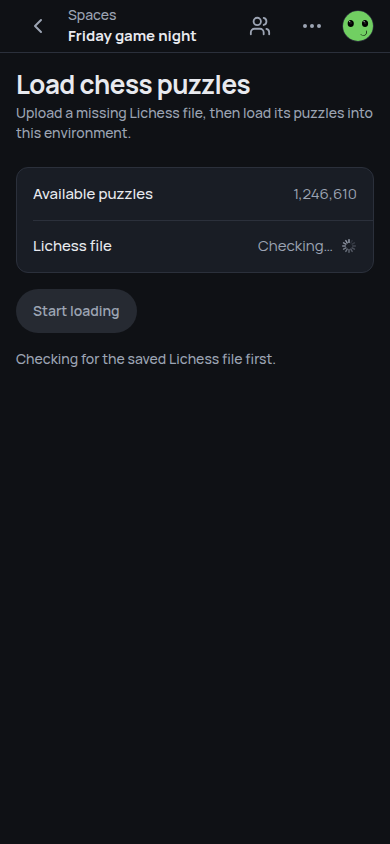 Spaces
Friday game night
Load chess puzzles
Upload a missing Lichess file, then load its puzzles into
this environment.
Available puzzles 1,246,610
Lichess file Checking...
Start loading
Checking for the saved Lichess file first.